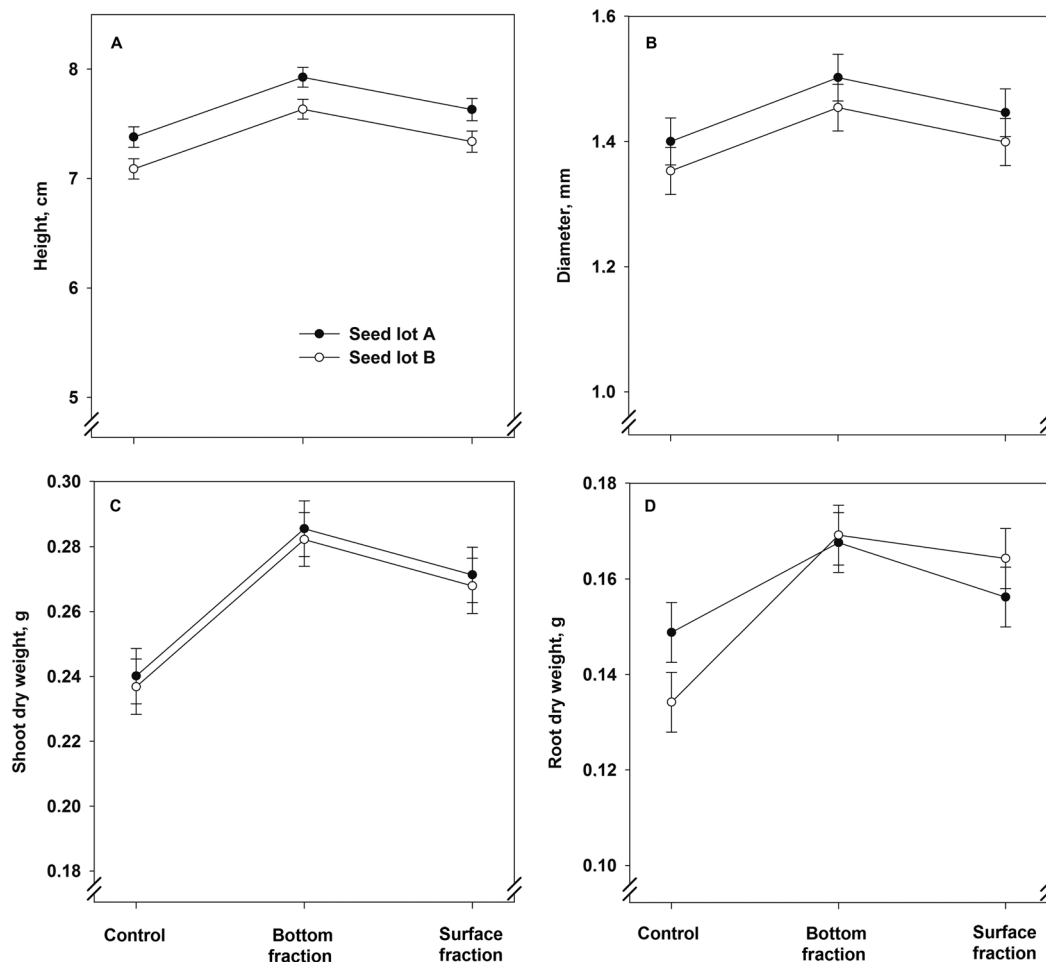 A
8
7
6
5
Height, cm
Seed lot A
Seed lot B
B
1.6
1.4
1.2
1.0
Diameter, mm
C
0.30
0.28
0.26
0.24
0.22
0.20
0.18
Shoot dry weight, g
Control
Bottom
fraction
Surface
fraction
D
0.18
0.16
0.14
0.12
0.10
Root dry weight, g
Control
Bottom
fraction
Surface
fraction